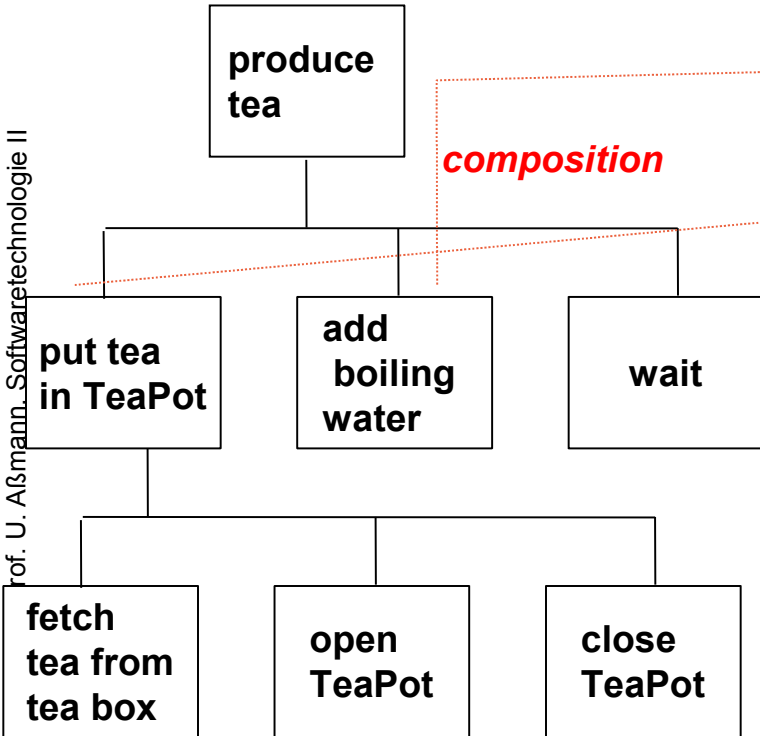 produce
tea
composition
put tea
in TeaPot
add
boiling
water
wait
fetch
tea from
tea box
open
TeaPot
close
TeaPot
rof. U. Aßmann, Softwaretechnologie II